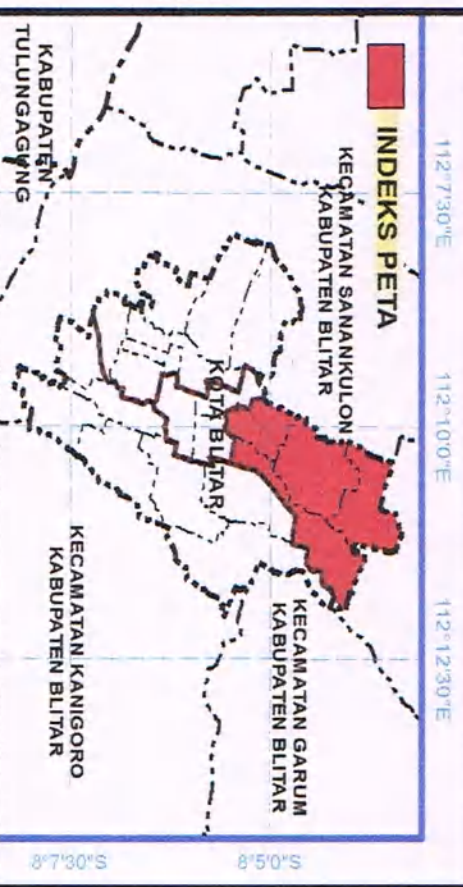 INDEKS PETA
112°7'30"E
112°10'0"E
112°12'30"E
KECAMATAN SANANKULON
KABUPATEN BLITAR
KABUPATEN
TULUNGAGUNG
KOTA BLITAR
KECAMATAN GARUM
KABUPATEN BLITAR
KECAMATAN KANIGORO
KABUPATEN BLITAR
8°5'0"S
8°7'30"S